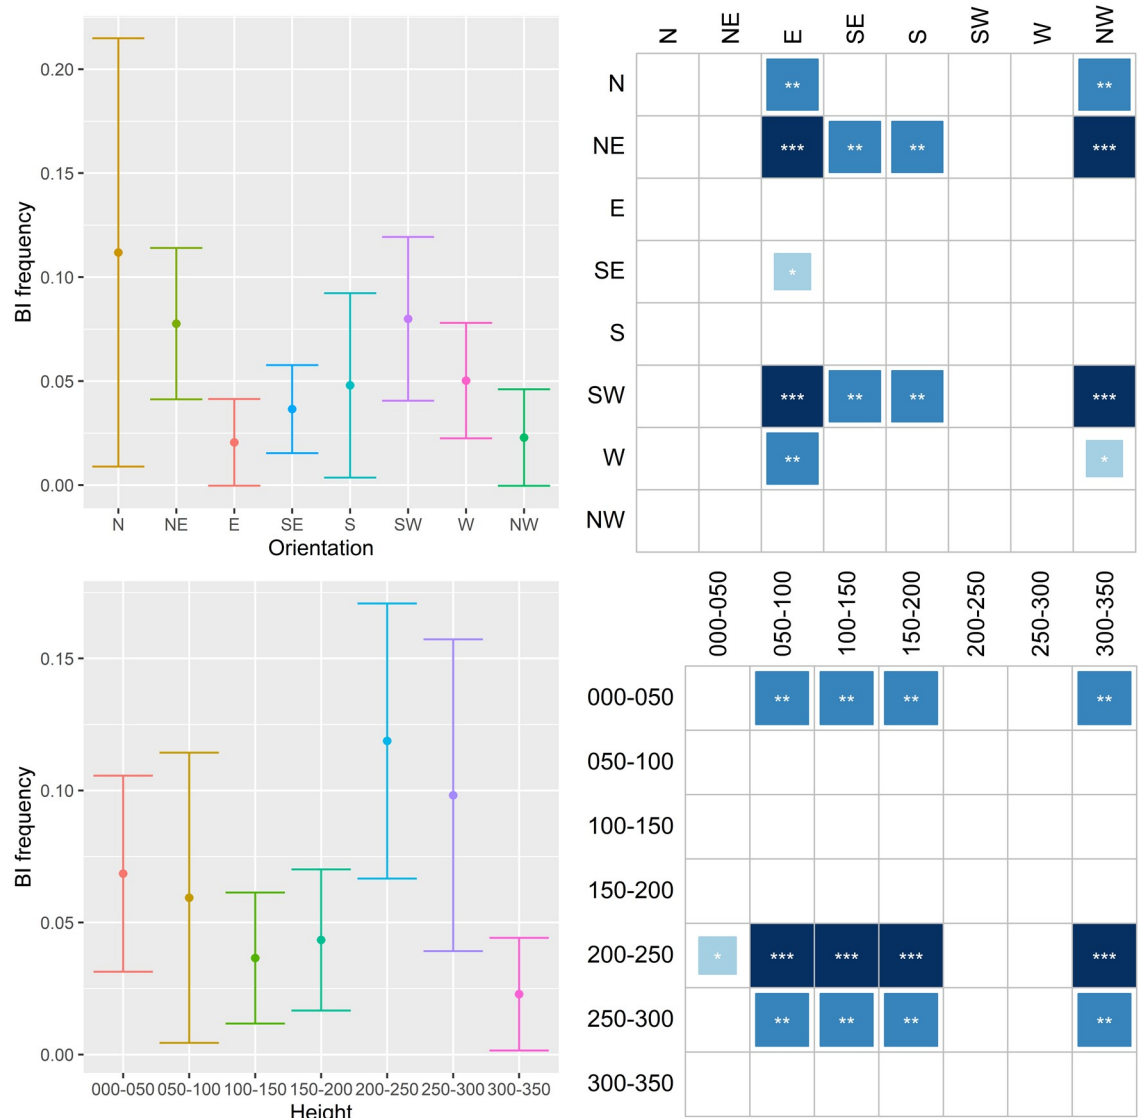 BI frequency
0.20
0.15
0.10
0.05
0.00
N NE E SE S SW W NW
Orientation
N NE E SE S SW W NW
N ** **
NE *** ** ** ***
E
SE *
S
SW *** ** ** ***
W ** *
NW
BI frequency
0.15
0.10
0.05
0.00
000-050 050-100 100-150 150-200 200-250 250-300 300-350
Height
000-050 050-100 100-150 150-200 200-250 250-300 300-350
000-050 ** ** ** **
050-100
100-150
150-200
200-250 * *** *** *** ***
250-300 ** ** ** **
300-350